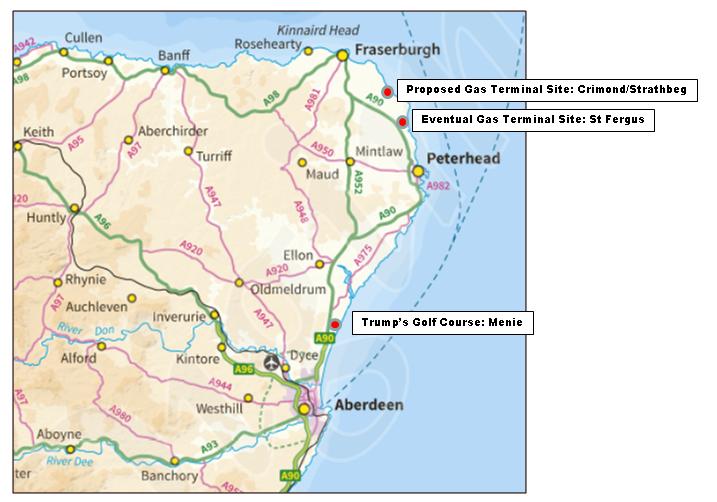 Kinnaird Head
A942
Cullen
Rosehearty
Fraserburgh
Banff
Portsoy
A98
A98
A981
A90
Proposed Gas Terminal Site: Crimond/Strathbeg
Eventual Gas Terminal Site: St Fergus
Keith
A95
Aberchirder
A97
Turriff
A950
Mintlaw
Maud
Peterhead
A952
A982
A947
A948
A90
920
Huntly
A96
A920
Ellon
A975
A920
Rhynie
Oldmeldrum
A97
Auchleven
Inverurie
A947
Trump's Golf Course: Menie
River Don
A90
Alford
Kintore
Dyce
A96
A944
A97
Westhill
Aberdeen
A980
Aboyne
A93
River Dee
Banchory
ter
A90